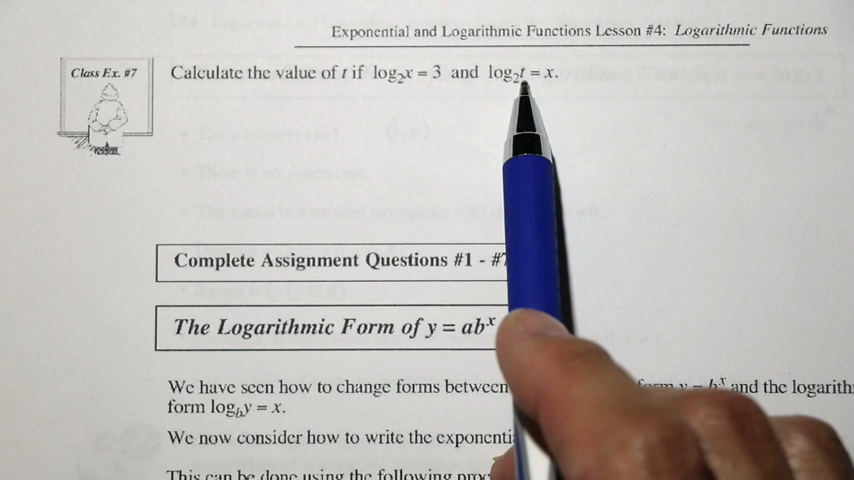 Exponential and Logarithmic Functions Lesson #4: Logarithmic Functions
Class Ex. #7
Calculate the value of t if log₂x = 3 and log₂t = x.
Complete Assignment Questions #1 - #7
The Logarithmic Form of y = abˣ
We have seen how to change forms between form y = bˣ and the logarith
form log_b y = x.
We now consider how to write the exponenti
This can be done using the following proc